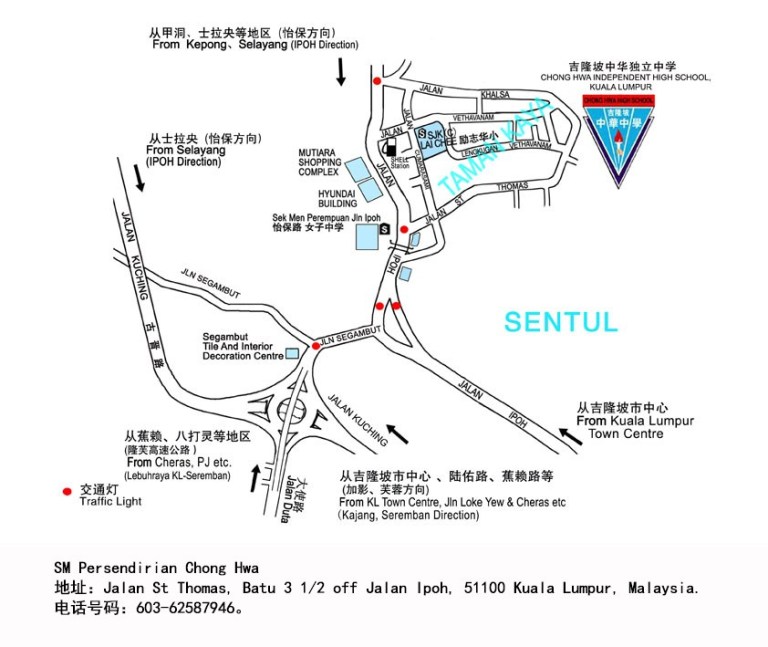 从甲洞、士拉央等地区 (怡保方向)
From Kepong、Selayang (IPOH Direction)
吉隆坡中华独立中学
CHONG HWA INDEPENDENT HIGH SCHOOL,
KUALA LUMPUR
CHONG HWA HIGH SCHOOL
吉隆坡
中華中學
从士拉央 (怡保方向)
From Selayang
(IPOH Direction)
JALAN
KHALSA
VETHAVANAM
JALAN
JALAN
S SJK(C)
LAI CHEE
励志华小
LENGKUGAN
VETHAVANAM
TAMAN KAYA
SHELL
Station
MUTIARA
SHOPPING
COMPLEX
HYUNDAI
BUILDING
JALAN
JALAN ST THOMAS
Sek Men Perempuan Jln Ipoh
怡保路 女子中学
S
IPOH
JALAN KUCHING
古晋路
JLN SEGAMBUT
SENTUL
Segambut
Tile And Interior
Decoration Centre
JLN SEGAMBUT
JALAN IPOH
JALAN KUCHING
从吉隆坡市中心
From Kuala Lumpur
Town Centre
从蕉赖、八打灵等地区
(隆芙高速公路)
From Cheras, PJ etc.
(Lebuhraya KL-Seremban)
大使路
Jalan Duta
从吉隆坡市中心 、陆佑路、蕉赖路等
(加影、芙蓉方向)
From KL Town Centre, Jln Loke Yew & Cheras etc
(Kajang, Seremban Direction)
交通灯
Traffic Light
SM Persendirian Chong Hwa
地址: Jalan St Thomas, Batu 3 1/2 off Jalan Ipoh, 51100 Kuala Lumpur, Malaysia.
电话号码: 603-62587946。